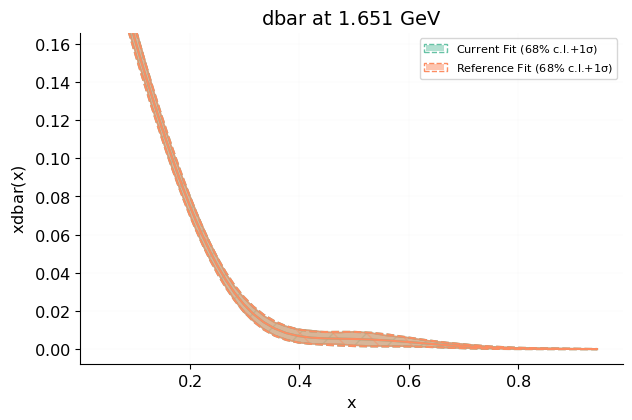 dbar at 1.651 GeV
Current Fit (68% c.l.+1σ)
Reference Fit (68% c.l.+1σ)
0.16
0.14
0.12
0.10
0.08
0.06
0.04
0.02
0.00
xdbar(x)
0.2 0.4 0.6 0.8
x